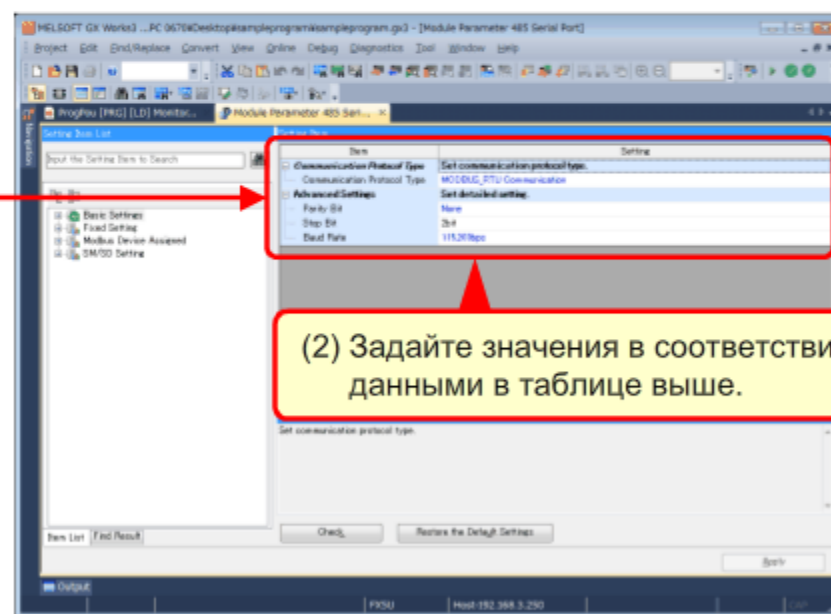 MELSOFT GX Works3 ...PC 0670¥Desktop¥sampleprogram¥sampleprogram.gx3 - [Module Parameter 485 Serial Port]
Project Edit Find/Replace Convert View Online Debug Diagnostics Tool Window Help
ProgPou [PRG] [LD] Monitor... Module Parameter 485 Seri...
Navigation
Setting Item List
Setting Item
Input the Setting Item to Search
Item Setting
Communication Protocol Type Set communication protocol type.
Communication Protocol Type MODBUS_RTU Communication
Advanced Settings Set detailed setting.
Parity Bit None
Stop Bit 2bit
Baud Rate 115,200bps
Basic Settings
Fixed Setting
Modbus Device Assigned
SM/SD Setting
(2) Задайте значения в соответстви
данными в таблице выше.
Set communication protocol type.
Item List Find Result
Check Restore the Default Settings
Apply
Output
FX5U Host:192.168.3.250 CAP